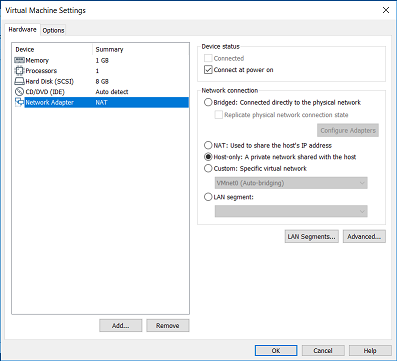 Virtual Machine Settings
Hardware Options
Device Summary
Memory 1 GB
Processors 1
Hard Disk (SCSI) 8 GB
CD/DVD (IDE) Auto detect
Network Adapter NAT
Add... Remove
Device status
Connected
Connect at power on
Network connection
Bridged: Connected directly to the physical network
Replicate physical network connection state
Configure Adapters
NAT: Used to share the host's IP address
Host-only: A private network shared with the host
Custom: Specific virtual network
VMnet0 (Auto-bridging)
LAN segment:
LAN Segments... Advanced...
OK Cancel Help